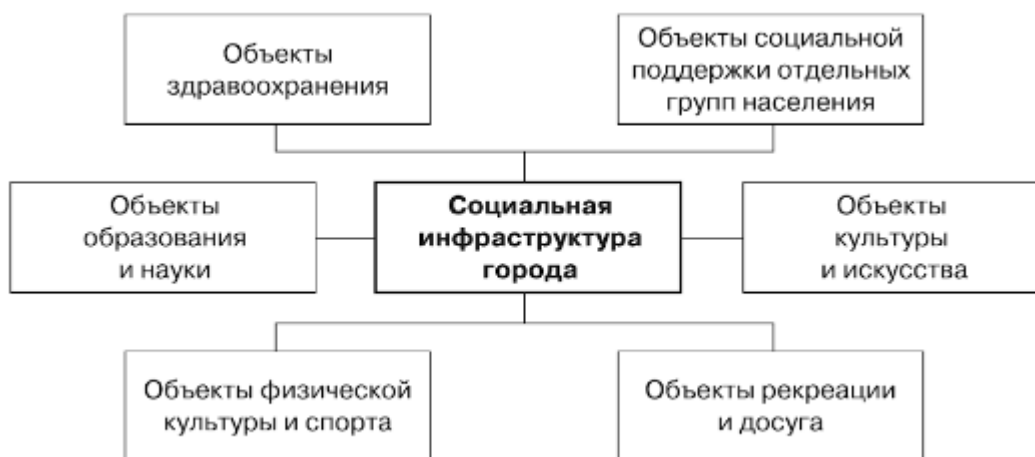 Объекты
здравоохранения
Объекты социальной
поддержки отдельных
групп населения
Объекты
образования
и науки
Социальная
инфраструктура
города
Объекты
культуры
и искусства
Объекты физической
культуры и спорта
Объекты рекреации
и досуга